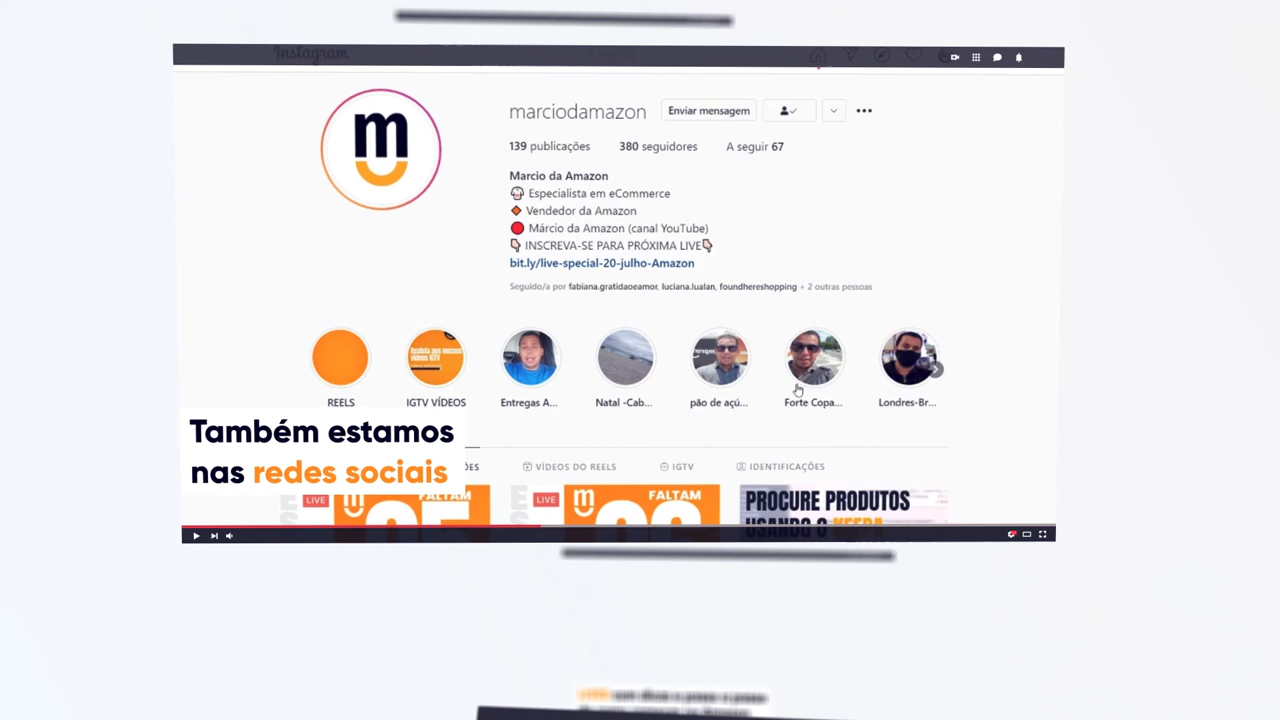 Instagram
m
marciodamazon Enviar mensagem
139 publicações 380 seguidores A seguir 67
Marcio da Amazon
Especialista em eCommerce
Vendedor da Amazon
Márcio da Amazon (canal YouTube)
INSCREVA-SE PARA PRÓXIMA LIVE
bit.ly/live-special-20-julho-Amazon
Seguido/a por fabiana.gratidaoeamor, luciana.lualan, foundhereshopping + 2 outras pessoas
REELS IGTV VÍDEOS Entregas A... Natal -Cab... pão de açú... Forte Copa... Londres-Br...
Também estamos
nas redes sociais
VÍDEOS DO REELS IGTV IDENTIFICAÇÕES
LIVE m FALTAM LIVE m FALTAM PROCURE PRODUTOS
USANDO O KEEPA